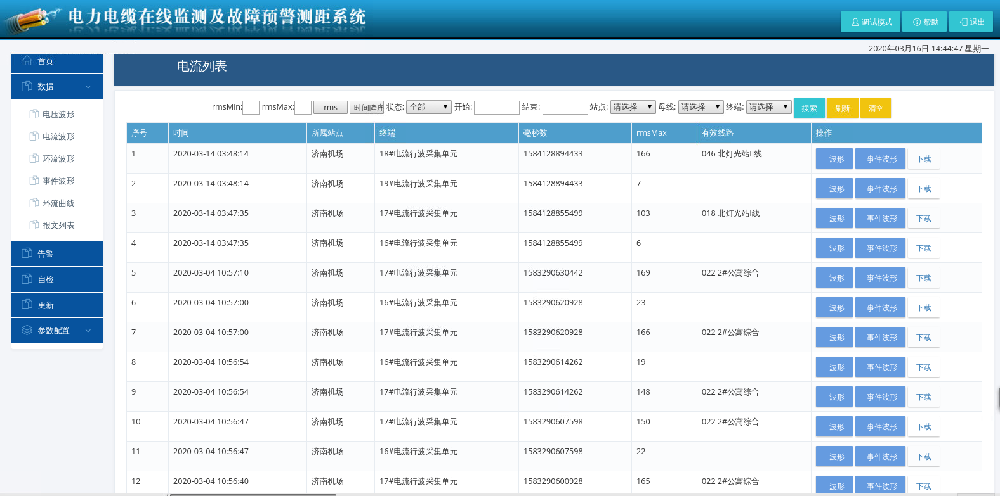 电力电缆在线监测及故障预警测距系统
调试模式 帮助 退出
2020年03月16日 14:44:47 星期一
首页
数据
电压波形
电流波形
环流波形
事件波形
环流曲线
报文列表
告警
自检
更新
参数配置
电流列表
rmsMin: rmsMax: rms 时间降序 状态: 全部 开始: 结束: 站点: 请选择 母线: 请选择 终端: 请选择 搜索 刷新 清空
序号 时间 所属站点 终端 毫秒数 rmsMax 有效线路 操作
1 2020-03-14 03:48:14 济南机场 18#电流行波采集单元 1584128894433 166 046 北灯光站II线 波形 事件波形 下载
2 2020-03-14 03:48:14 济南机场 19#电流行波采集单元 1584128894433 7 波形 事件波形 下载
3 2020-03-14 03:47:35 济南机场 17#电流行波采集单元 1584128855499 103 018 北灯光站I线 波形 事件波形 下载
4 2020-03-14 03:47:35 济南机场 16#电流行波采集单元 1584128855499 6 波形 事件波形 下载
5 2020-03-04 10:57:10 济南机场 17#电流行波采集单元 1583290630442 169 022 2#公寓综合 波形 事件波形 下载
6 2020-03-04 10:57:00 济南机场 16#电流行波采集单元 1583290620928 23 波形 事件波形 下载
7 2020-03-04 10:57:00 济南机场 17#电流行波采集单元 1583290620928 166 022 2#公寓综合 波形 事件波形 下载
8 2020-03-04 10:56:54 济南机场 16#电流行波采集单元 1583290614262 19 波形 事件波形 下载
9 2020-03-04 10:56:54 济南机场 17#电流行波采集单元 1583290614262 148 022 2#公寓综合 波形 事件波形 下载
10 2020-03-04 10:56:47 济南机场 17#电流行波采集单元 1583290607598 150 022 2#公寓综合 波形 事件波形 下载
11 2020-03-04 10:56:47 济南机场 16#电流行波采集单元 1583290607598 22 波形 事件波形 下载
12 2020-03-04 10:56:40 济南机场 17#电流行波采集单元 1583290600928 165 022 2#公寓综合 波形 事件波形 下载